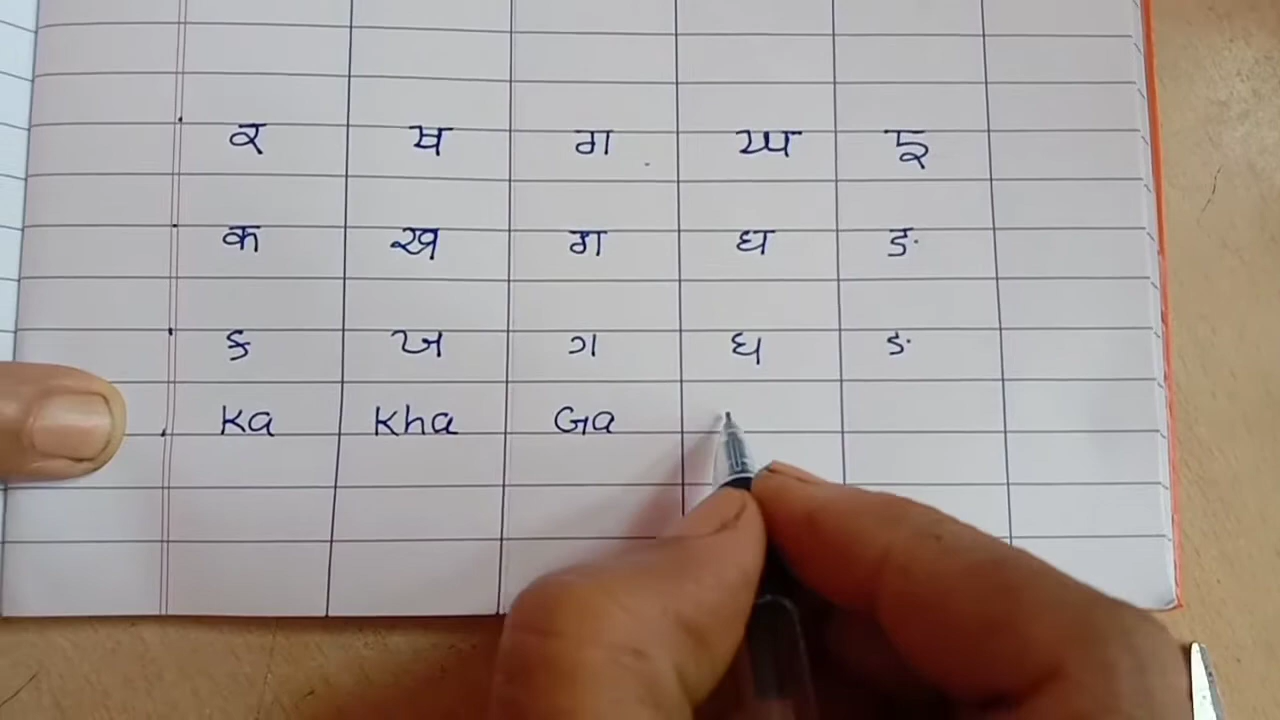 ਕ ਖ ਗ ਘ ਙ
क ख ग घ ङ
ક ખ ગ ઘ ઙ
Ka Kha Ga